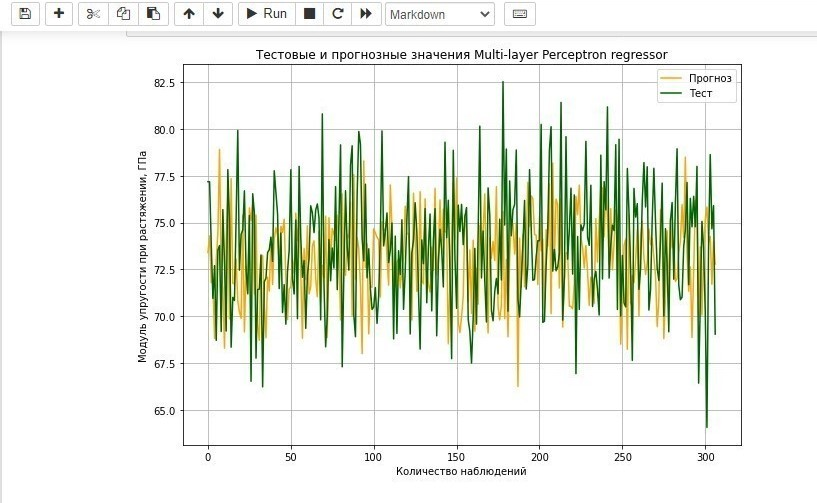 Run
Markdown
Тестовые и прогнозные значения Multi-layer Perceptron regressor
Прогноз
Тест
Модуль упругости при растяжении, ГПа
82.5
80.0
77.5
75.0
72.5
70.0
67.5
65.0
0
50
100
150
200
250
300
Количество наблюдений